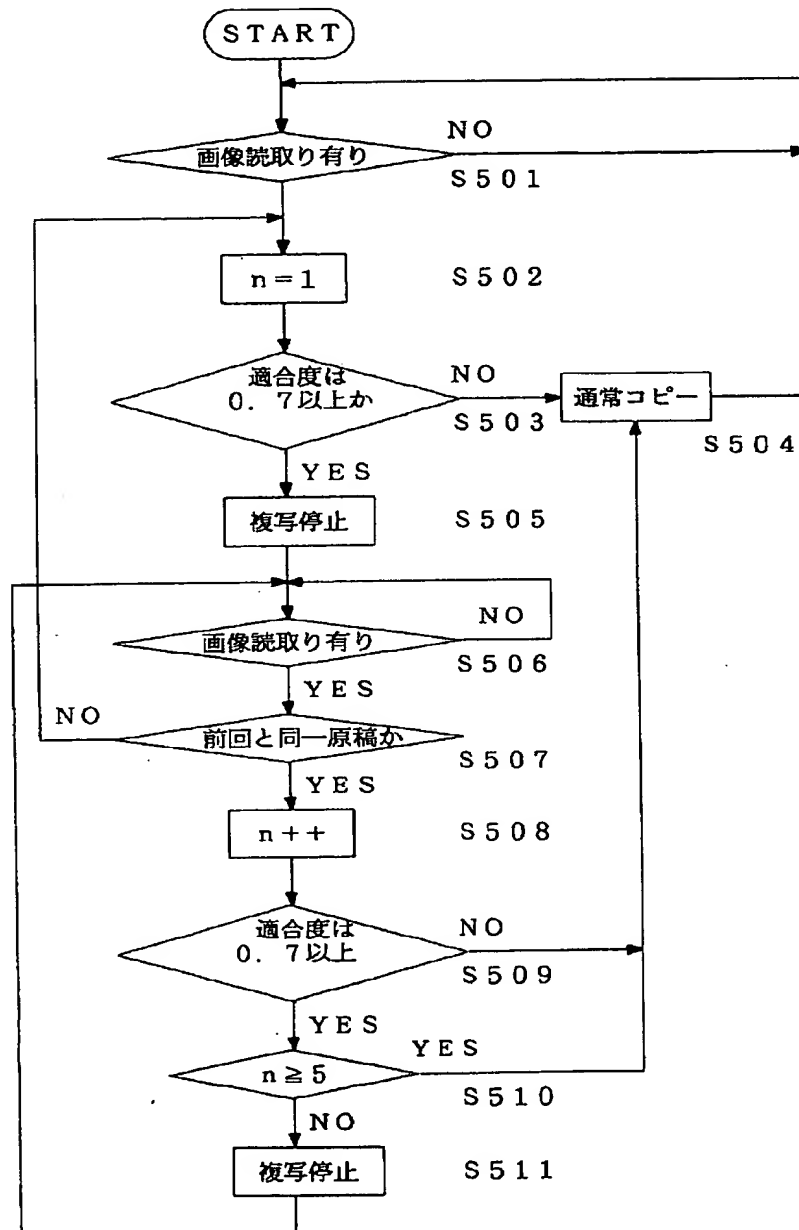 START
NO
画像読取り有り
S501
n=1
S502
適合度は
0.7以上か
NO
S503
通常コピー
S504
YES
複写停止
S505
NO
画像読取り有り
S506
YES
NO
前回と同一原稿か
S507
YES
n++
S508
適合度は
0.7以上
NO
S509
YES
YES
n≧5
S510
NO
複写停止
S511